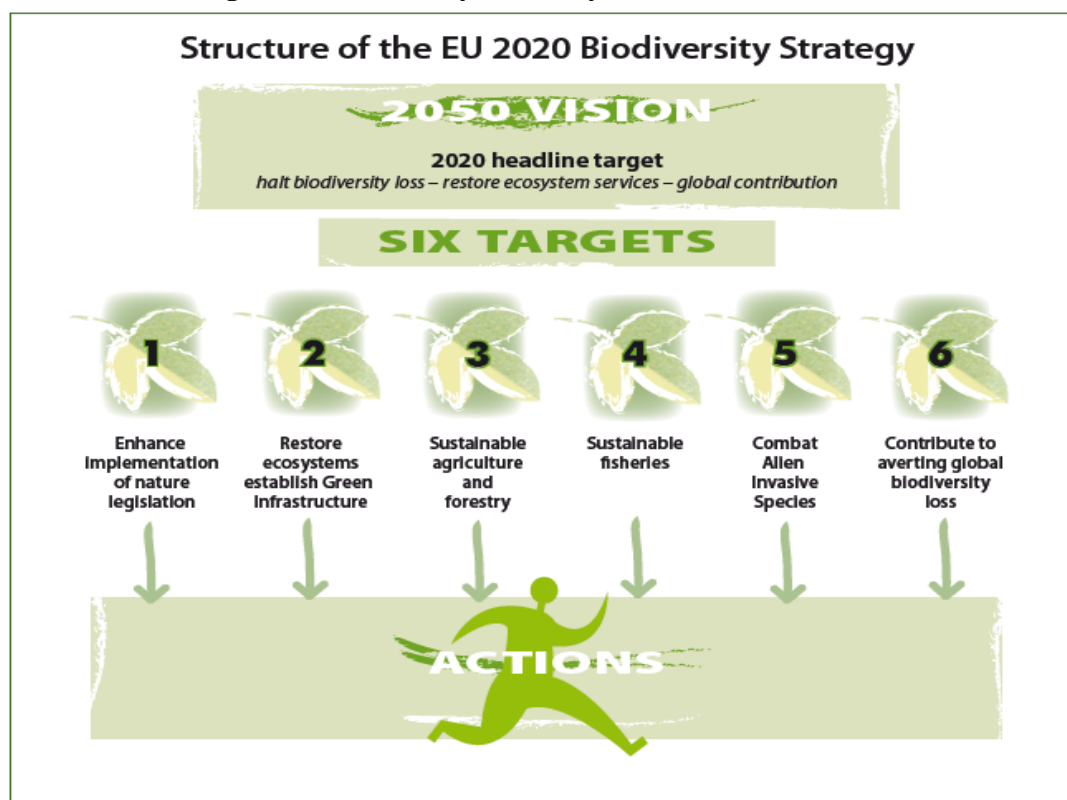 Structure of the EU 2020 Biodiversity Strategy
2050 VISION
2020 headline target
halt biodiversity loss – restore ecosystem services – global contribution
SIX TARGETS
1
Enhance
implementation
of nature
legislation
2
Restore
ecosystems
establish Green
Infrastructure
3
Sustainable
agriculture
and
forestry
4
Sustainable
fisheries
5
Combat
Alien
Invasive
Species
6
Contribute to
averting global
biodiversity
loss
ACTIONS